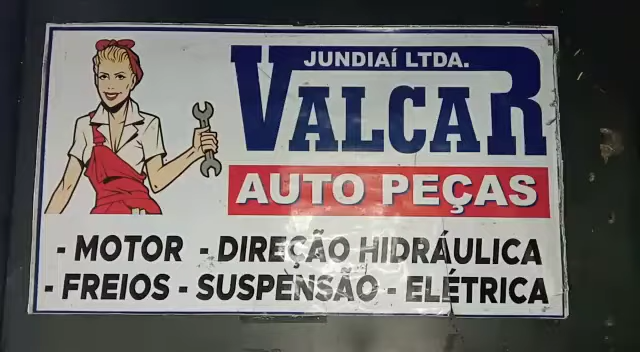 JUNDIAÍ LTDA.
VALCAR
AUTO PEÇAS
- MOTOR - DIREÇÃO HIDRÁULICA
- FREIOS - SUSPENSÃO - ELÉTRICA